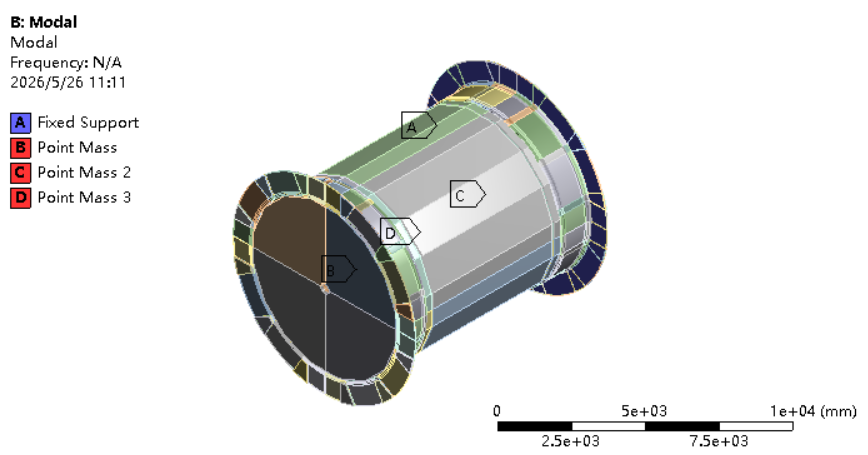 B: Modal
Modal
Frequency: N/A
2026/5/26 11:11
A Fixed Support
B Point Mass
C Point Mass 2
D Point Mass 3
A
C
D
B
0 5e+03 1e+04 (mm)
2.5e+03 7.5e+03